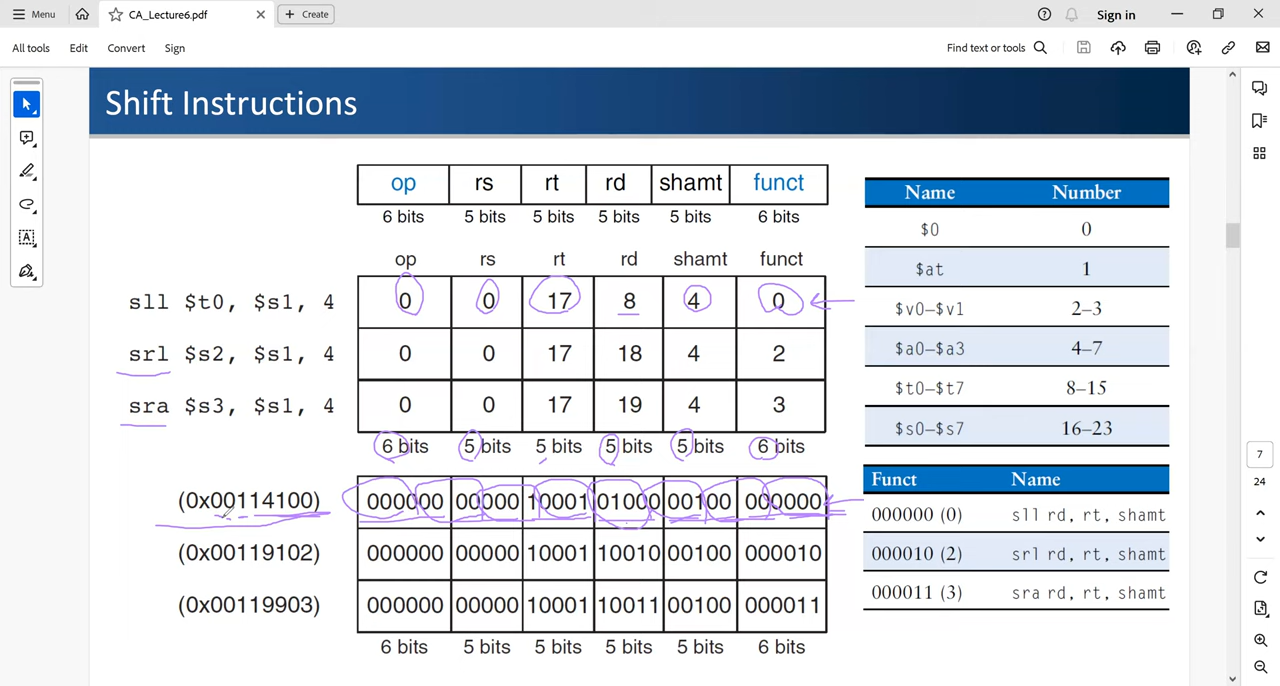 Menu CA_Lecture6.pdf Create Sign in
All tools Edit Convert Sign Find text or tools
Shift Instructions
op rs rt rd shamt funct
6 bits 5 bits 5 bits 5 bits 5 bits 6 bits
op rs rt rd shamt funct
sll $t0, $s1, 4 0 0 17 8 4 0
srl $s2, $s1, 4 0 0 17 18 4 2
sra $s3, $s1, 4 0 0 17 19 4 3
6 bits 5 bits 5 bits 5 bits 5 bits 6 bits
(0x00114100) 000000 00000 10001 01000 00100 000000
(0x00119102) 000000 00000 10001 10010 00100 000010
(0x00119903) 000000 00000 10001 10011 00100 000011
6 bits 5 bits 5 bits 5 bits 5 bits 6 bits
Name Number
$0 0
$at 1
$v0–$v1 2–3
$a0–$a3 4–7
$t0–$t7 8–15
$s0–$s7 16–23
Funct Name
000000 (0) sll rd, rt, shamt
000010 (2) srl rd, rt, shamt
000011 (3) sra rd, rt, shamt
7
24